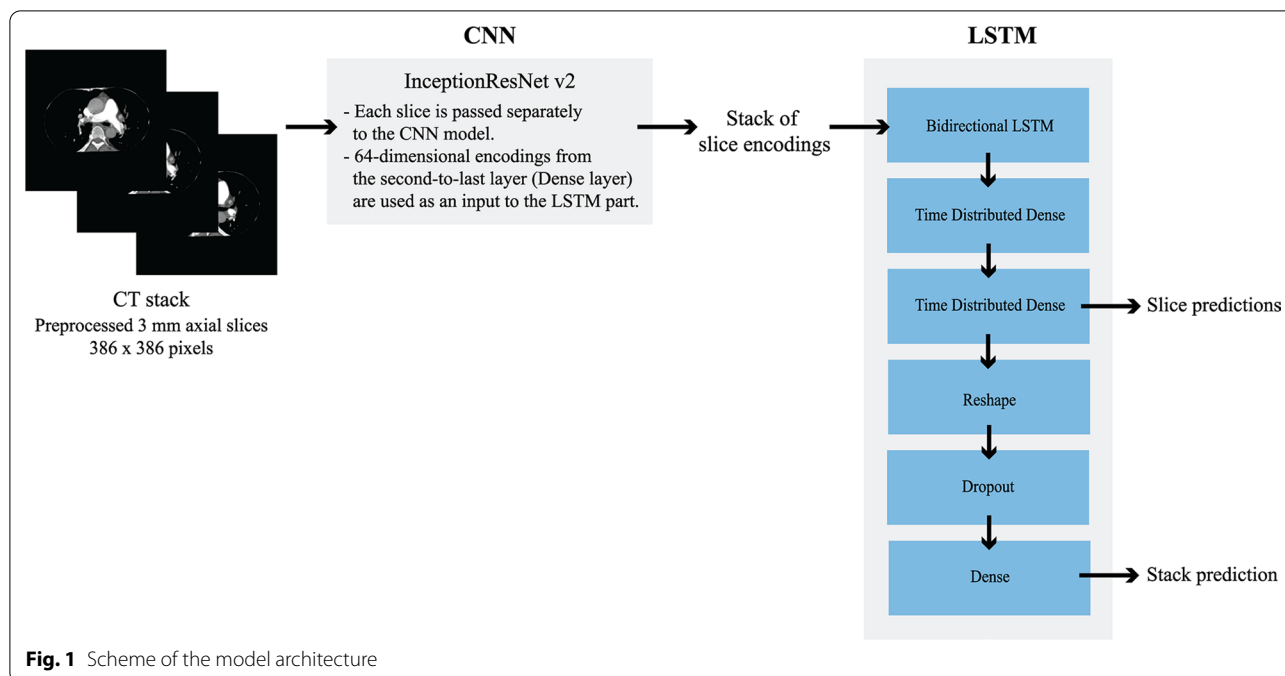 CNN
LSTM
InceptionResNet v2
- Each slice is passed separately
to the CNN model.
- 64-dimensional encodings from
the second-to-last layer (Dense layer)
are used as an input to the LSTM part.
CT stack
Preprocessed 3 mm axial slices
386 x 386 pixels
Stack of
slice encodings
Bidirectional LSTM
Time Distributed Dense
Time Distributed Dense
Slice predictions
Reshape
Dropout
Dense
Stack prediction
Fig. 1 Scheme of the model architecture